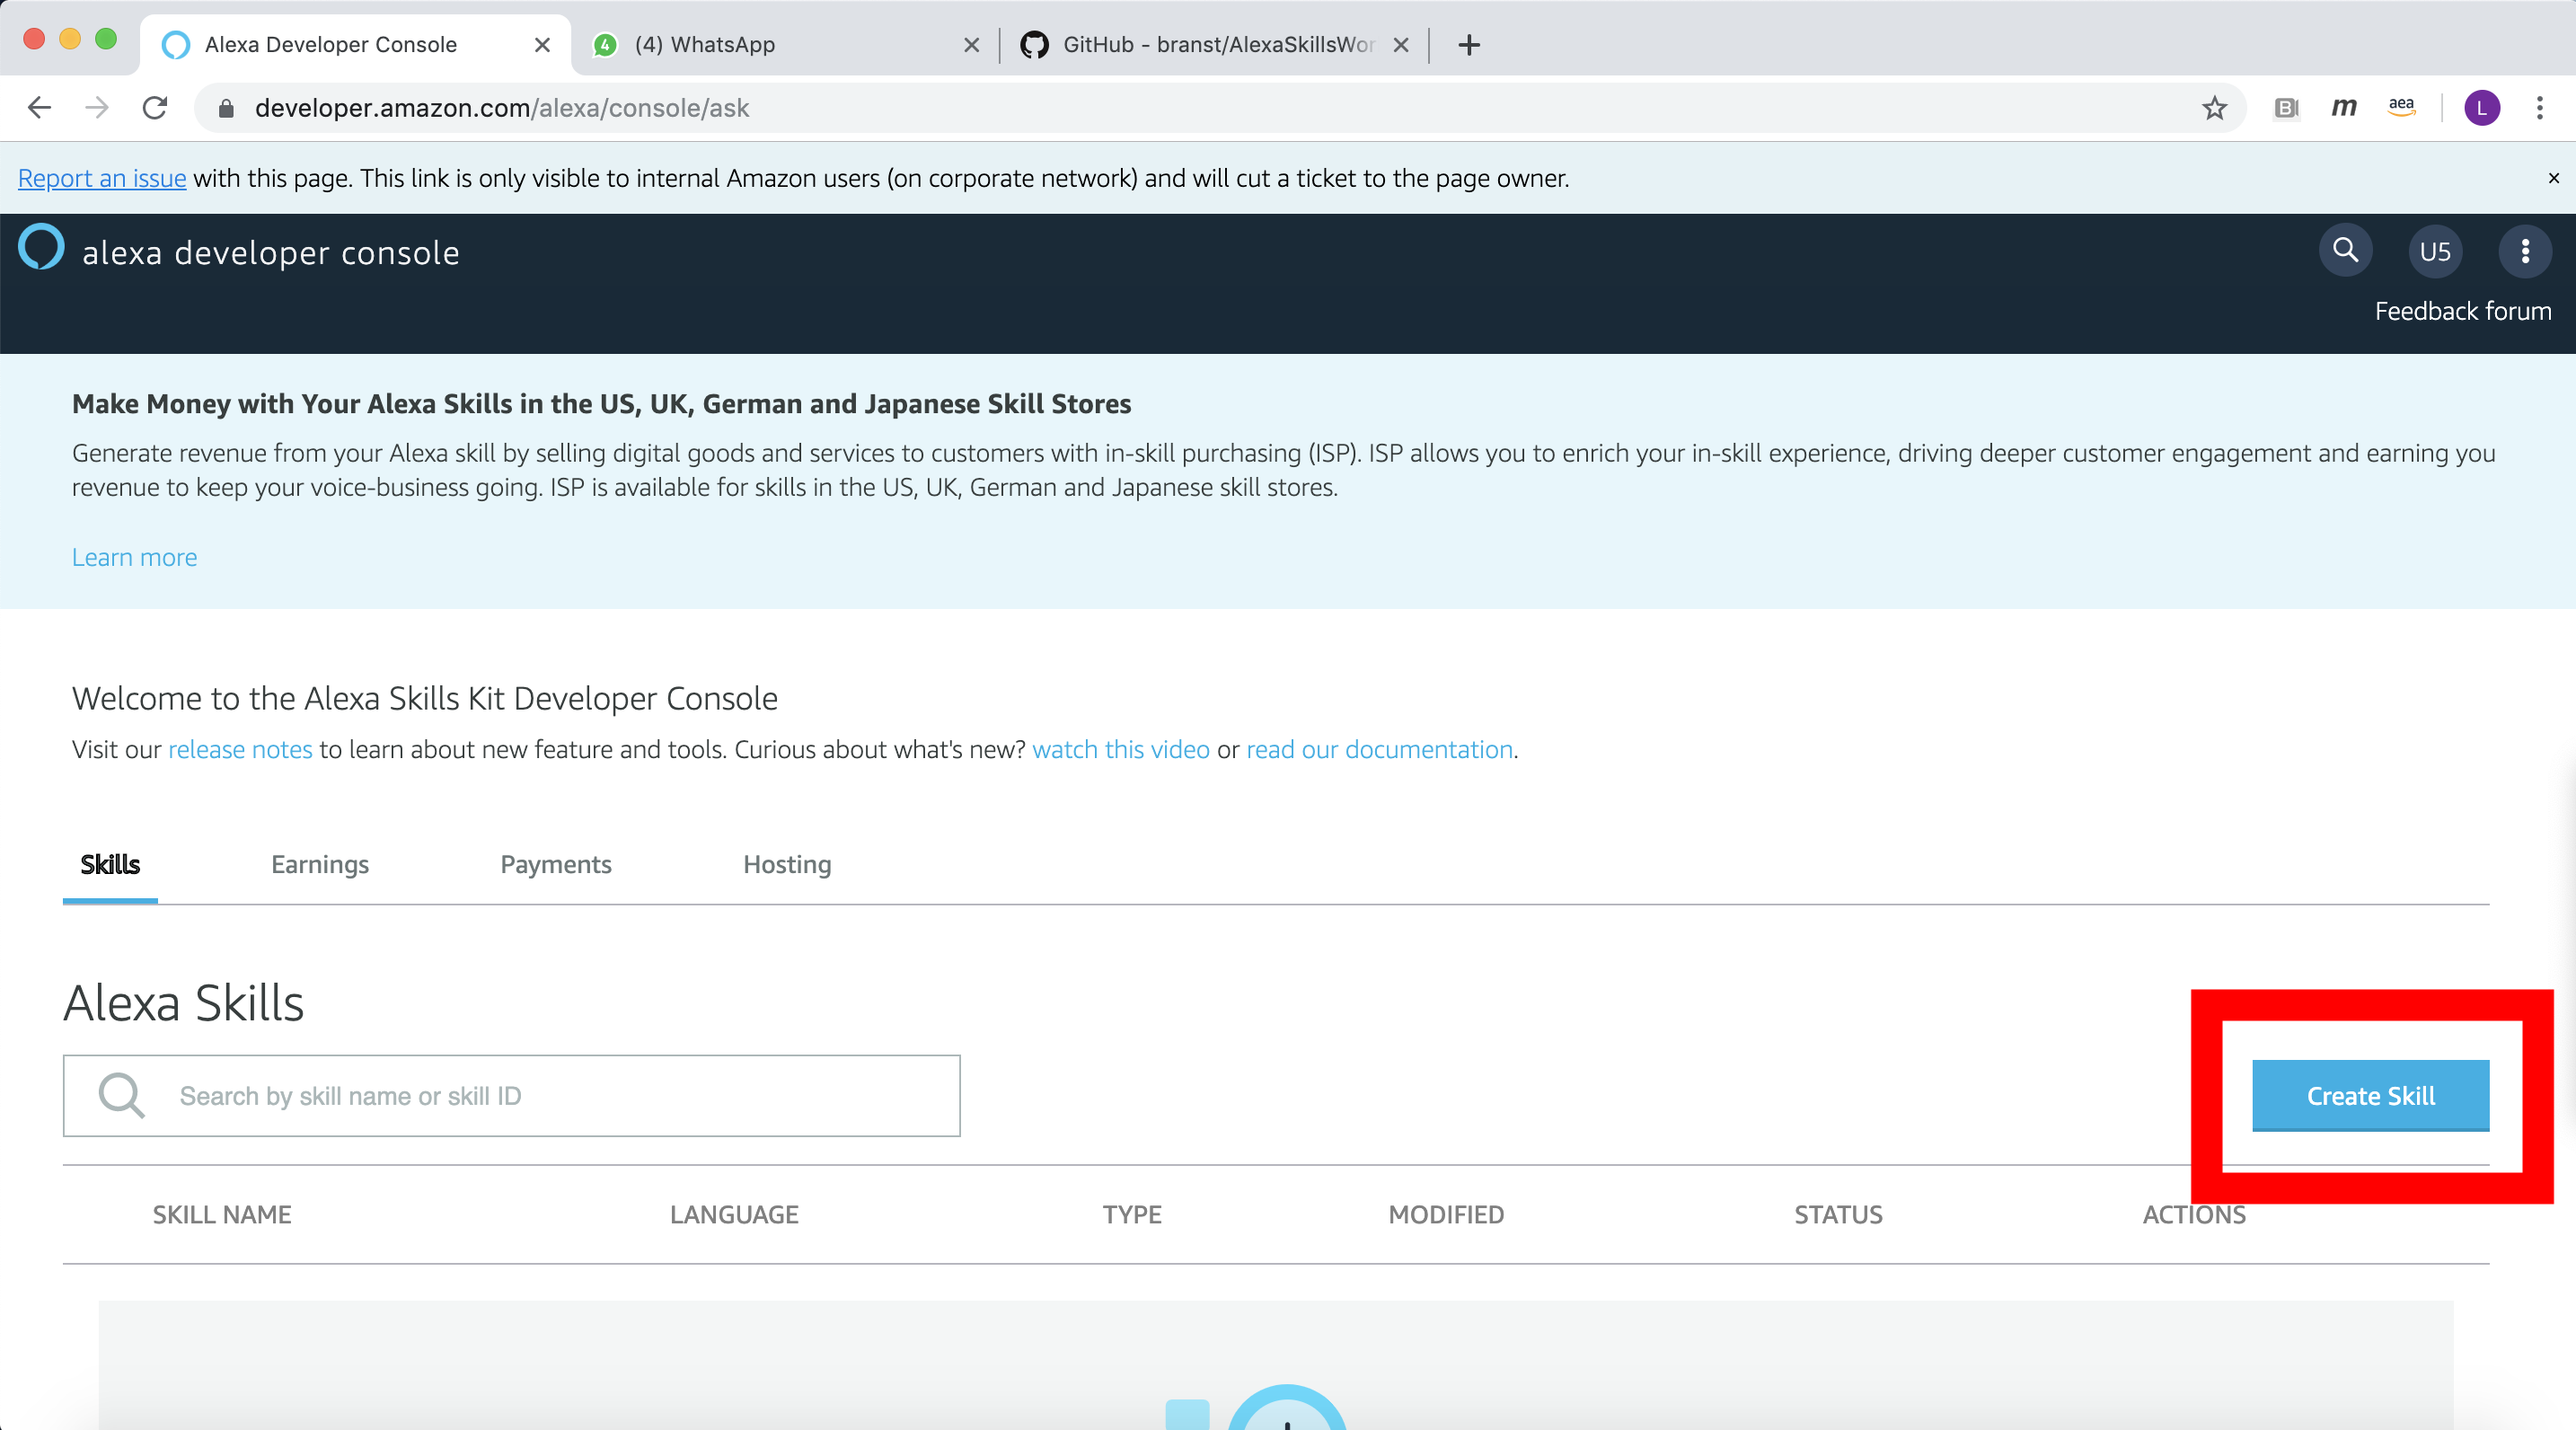 Alexa Developer Console
4
(4) WhatsApp
GitHub - branst/AlexaSkillsWor
developer.amazon.com/alexa/console/ask
B
m
aea
L
Report an issue with this page. This link is only visible to internal Amazon users (on corporate network) and will cut a ticket to the page owner.
alexa developer console
U5
Feedback forum
Make Money with Your Alexa Skills in the US, UK, German and Japanese Skill Stores
Generate revenue from your Alexa skill by selling digital goods and services to customers with in-skill purchasing (ISP). ISP allows you to enrich your in-skill experience, driving deeper customer engagement and earning you
revenue to keep your voice-business going. ISP is available for skills in the US, UK, German and Japanese skill stores.
Learn more
Welcome to the Alexa Skills Kit Developer Console
Visit our release notes to learn about new feature and tools. Curious about what's new? watch this video or read our documentation.
Skills Earnings Payments Hosting
Alexa Skills
Search by skill name or skill ID
Create Skill
SKILL NAME LANGUAGE TYPE MODIFIED STATUS ACTIONS